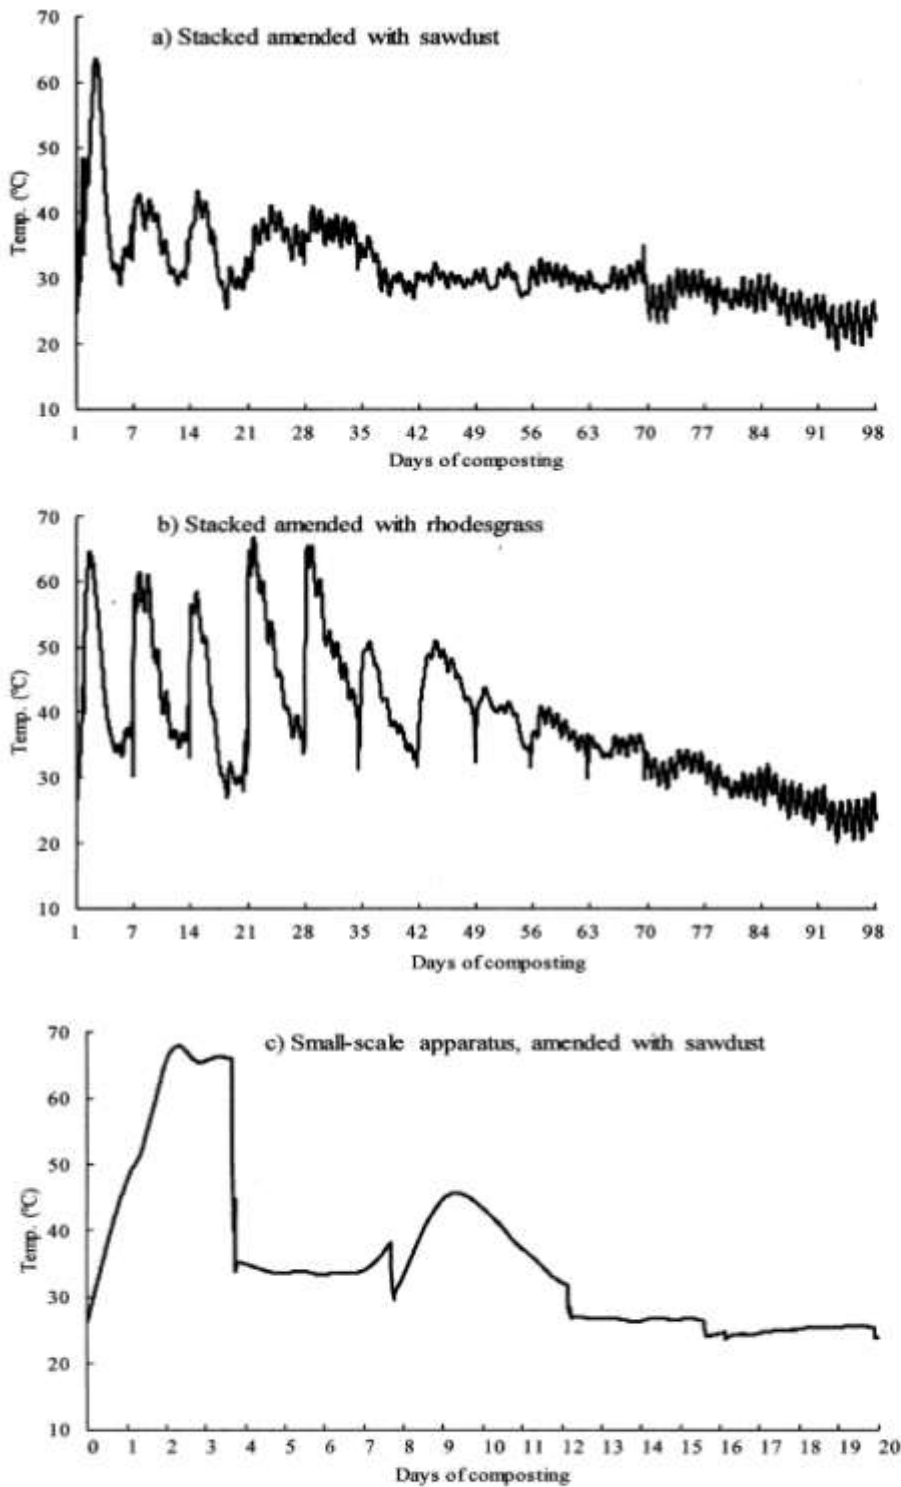 a) Stacked amended with sawdust
70
60
50
40
30
20
10
Temp. (ºC)
1 7 14 21 28 35 42 49 56 63 70 77 84 91 98
Days of composting
b) Stacked amended with rhodesgrass
70
60
50
40
30
20
10
Temp. (ºC)
1 7 14 21 28 35 42 49 56 63 70 77 84 91 98
Days of composting
c) Small-scale apparatus, amended with sawdust
70
60
50
40
30
20
10
Temp. (ºC)
0 1 2 3 4 5 6 7 8 9 10 11 12 13 14 15 16 17 18 19 20
Days of composting